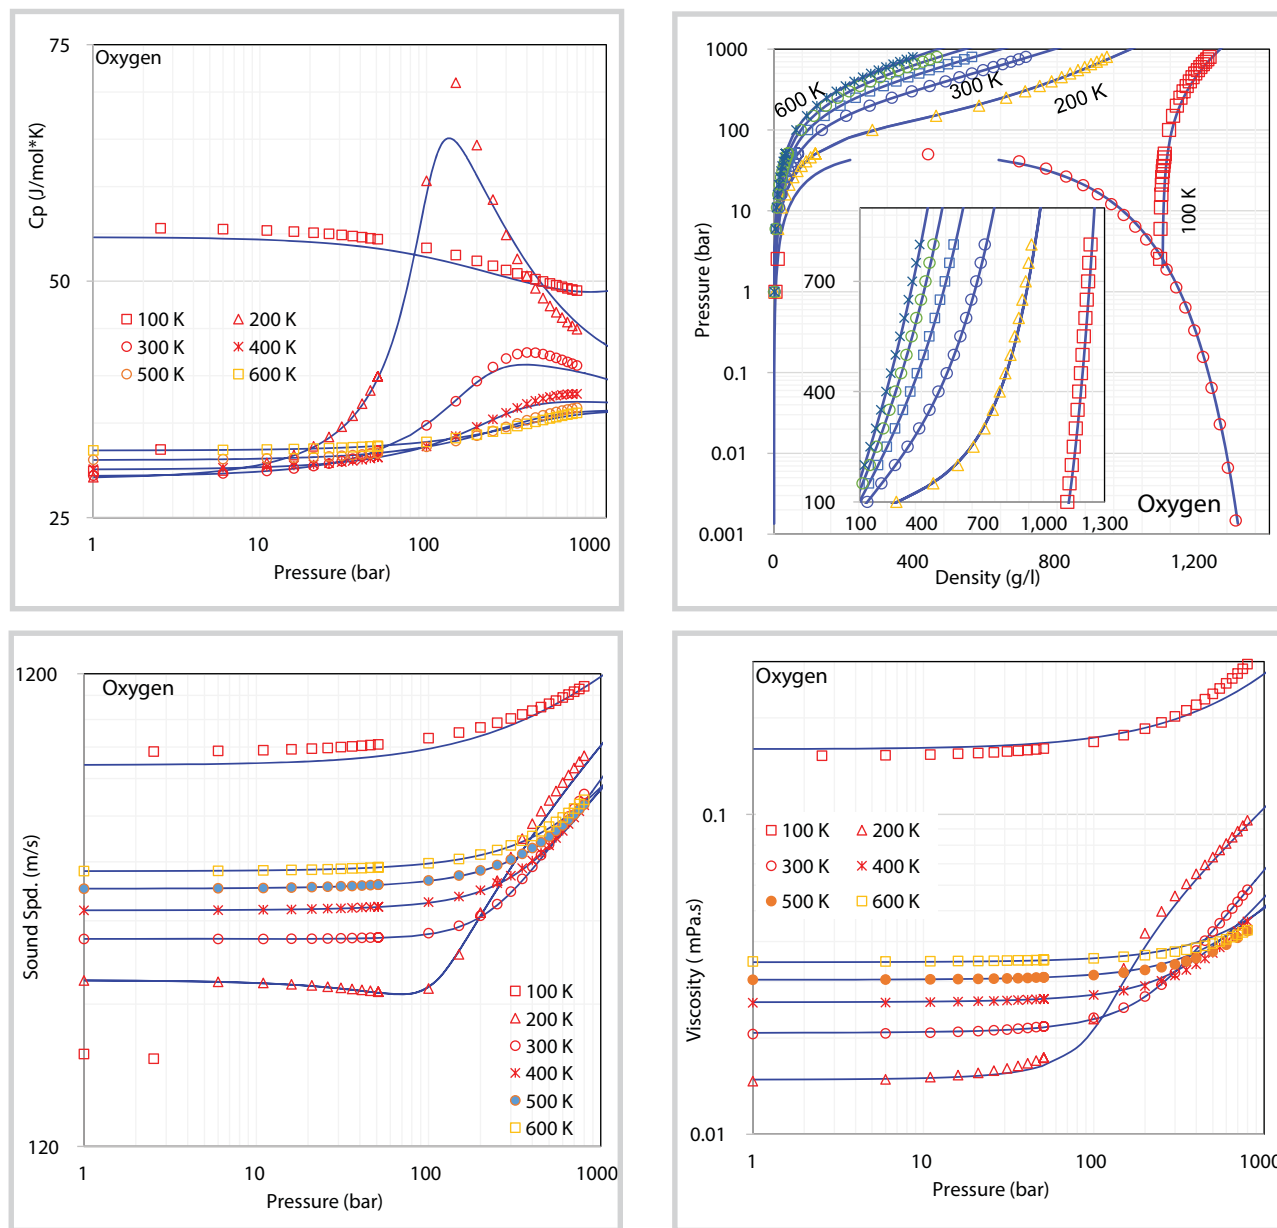 75
Oxygen
Cp (J/mol*K)
50
100 K
200 K
300 K
400 K
500 K
600 K
25
1
10
100
1000
Pressure (bar)
1000
100
10
1
0.1
0.01
0.001
Pressure (bar)
600 K
300 K
200 K
100 K
700
400
100
100
400
700
1,000
1,300
Oxygen
0
400
800
1,200
Density (g/l)
1200
Oxygen
Sound Spd. (m/s)
100 K
200 K
300 K
400 K
500 K
600 K
120
1
10
100
1000
Pressure (bar)
Oxygen
0.1
Viscosity ( mPa.s)
100 K
200 K
300 K
400 K
500 K
600 K
0.01
1
10
100
1000
Pressure (bar)